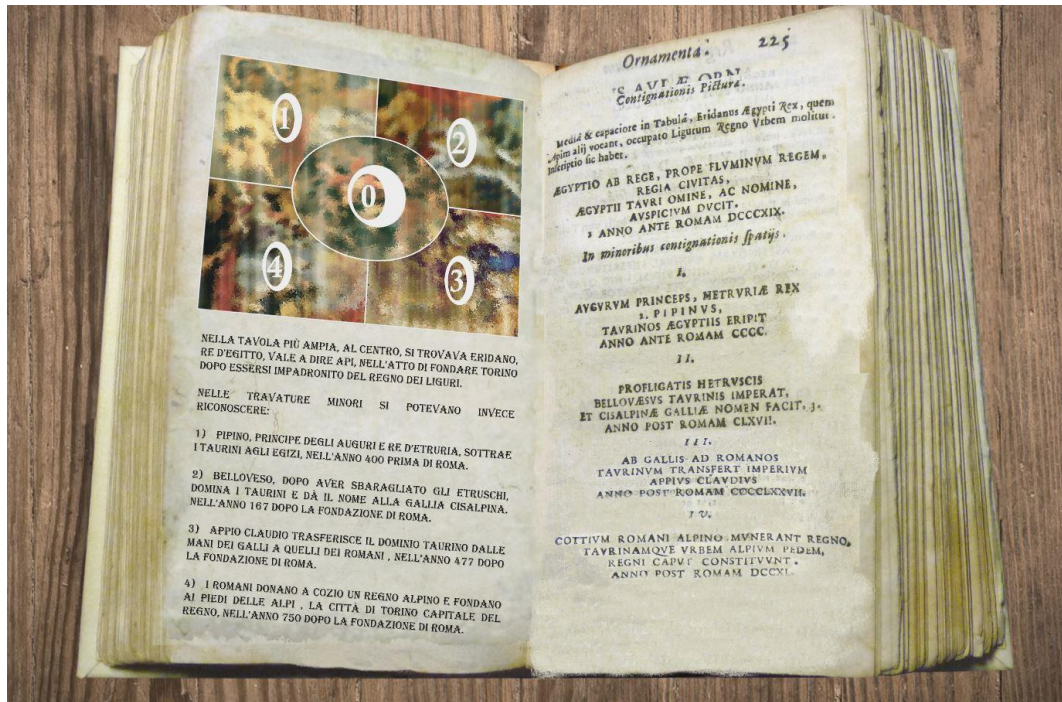 1
2
0
4
3
NELLA TAVOLA PIÙ AMPIA, AL CENTRO, SI TROVAVA ERIDANO,
RE D'EGITTO, VALE A DIRE API, NELL'ATTO DI FONDARE TORINO
DOPO ESSERSI IMPADRONITO DEL REGNO DEI LIGURI.
NELLE TRAVATURE MINORI SI POTEVANO INVECE
RICONOSCERE:
1) PIPINO, PRINCIPE DEGLI AUGURI E RE D'ETRURIA, SOTTRAE
I TAURINI AGLI EGIZI, NELL'ANNO 400 PRIMA DI ROMA.
2) BELLOVESO, DOPO AVER SBARAGLIATO GLI ETRUSCHI,
DOMINA I TAURINI E DÀ IL NOME ALLA GALLIA CISALPINA.
NELL'ANNO 167 DOPO LA FONDAZIONE DI ROMA.
3) APPIO CLAUDIO TRASFERISCE IL DOMINIO TAURINO DALLE
MANI DEI GALLI A QUELLI DEI ROMANI , NELL'ANNO 477 DOPO
LA FONDAZIONE DI ROMA.
4) I ROMANI DONANO A COZIO UN REGNO ALPINO E FONDANO
AI PIEDI DELLE ALPI , LA CITTÀ DI TORINO CAPITALE DEL
REGNO, NELL'ANNO 750 DOPO LA FONDAZIONE DI ROMA.
Ornamenta. 225
Contignationis Pictura.
Mediâ & capaciore in Tabulâ, Eridanus Ægypti Rex, quem
Apim alij vocant, occupato Ligurum Regno Vrbem molitur.
Inscriptio sic habet.
ÆGYPTIO AB REGE, PROPE FLVMINVM REGEM,
REGIA CIVITAS,
ÆGYPTII TAVRI OMINE, AC NOMINE,
AVSPICIVM DVCIT.
ANNO ANTE ROMAM DCCCXIX.
In minoribus contignationis spatijs.
I.
AVGVRVM PRINCEPS, HETRVRIÆ REX
PIPINVS,
TAVRINOS ÆGYPTIIS ERIPIT
ANNO ANTE ROMAM CCCC.
II.
PROFLIGATIS HETRVSCIS
BELLOVÆSVS TAVRINIS IMPERAT,
ET CISALPINÆ GALLIÆ NOMEN FACIT. 3.
ANNO POST ROMAM CLXVII.
III.
AB GALLIS AD ROMANOS
TAVRINVM TRANSFERT IMPERIVM
APPIVS CLAVDIVS
ANNO POST ROMAM CCCCLXXVII.
IV.
COTTIVM ROMANI ALPINO MVNERANT REGNO,
TAVRINAMQVE VRBEM ALPIVM PEDEM,
REGNI CAPVT CONSTITVVNT.
ANNO POST ROMAM